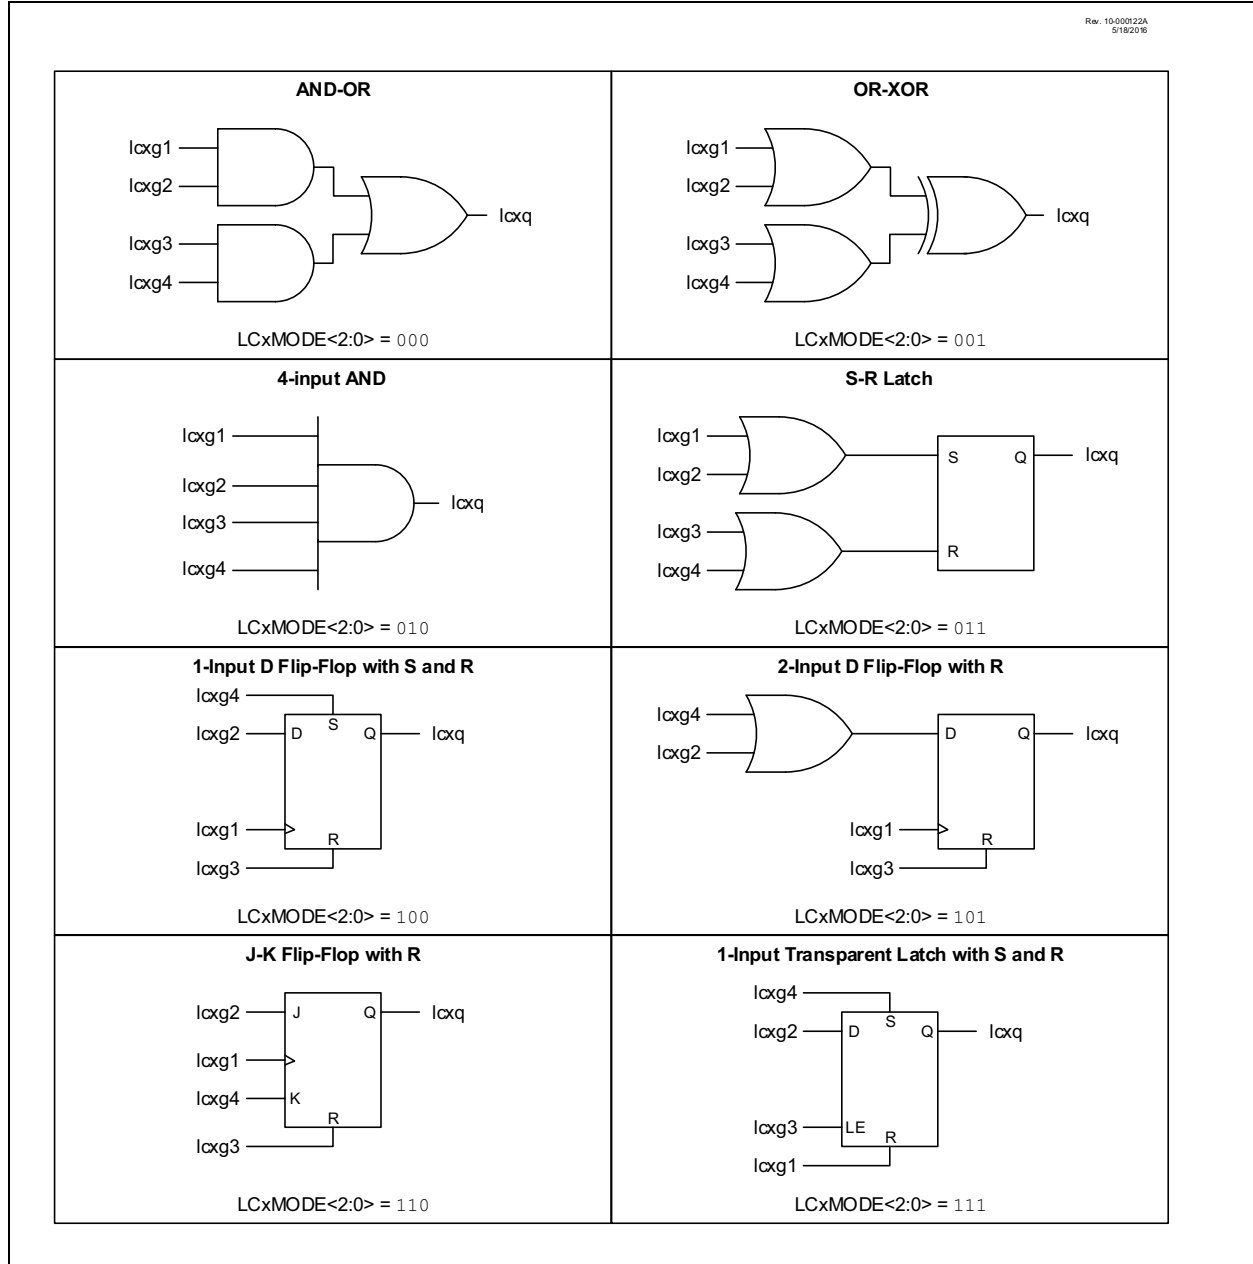 Rev. 10-000122A
5/18/2016
AND-OR
lcxg1
lcxg2
lcxg3
lcxg4
lcxq
LCxMODE<2:0> = 000
OR-XOR
lcxg1
lcxg2
lcxg3
lcxg4
lcxq
LCxMODE<2:0> = 001
4-input AND
lcxg1
lcxg2
lcxg3
lcxg4
lcxq
LCxMODE<2:0> = 010
S-R Latch
lcxg1
lcxg2
lcxg3
lcxg4
S
Q
R
lcxq
LCxMODE<2:0> = 011
1-Input D Flip-Flop with S and R
lcxg4
S
lcxg2
D
Q
lcxq
lcxg1
R
lcxg3
LCxMODE<2:0> = 100
2-Input D Flip-Flop with R
lcxg4
lcxg2
D
Q
lcxq
lcxg1
R
lcxg3
LCxMODE<2:0> = 101
J-K Flip-Flop with R
lcxg2
J
Q
lcxq
lcxg1
lcxg4
K
R
lcxg3
LCxMODE<2:0> = 110
1-Input Transparent Latch with S and R
lcxg4
S
lcxg2
D
Q
lcxq
lcxg3
LE
R
lcxg1
LCxMODE<2:0> = 111